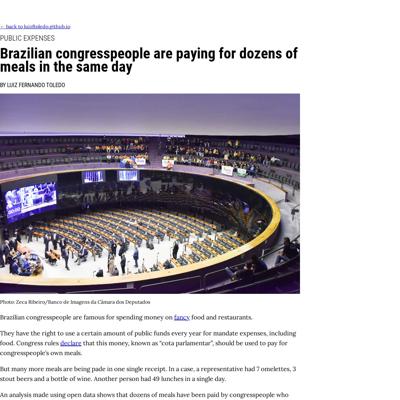 ← back to luizftoledo.github.io
PUBLIC EXPENSES
Brazilian congresspeople are paying for dozens of
meals in the same day
BY LUIZ FERNANDO TOLEDO
Photo: Zeca Ribeiro/Banco de Imagens da Câmara dos Deputados
Brazilian congresspeople are famous for spending money on fancy food and restaurants.
They have the right to use a certain amount of public funds every year for mandate expenses, including
food. Congress rules declare that this money, known as "cota parlamentar", should be used to pay for
congresspeople's own meals.
But many more meals are being pade in one single receipt. In a case, a representative had 7 omelettes, 3
stout beers and a bottle of wine. Another person had 49 lunches in a single day.
An analysis made using open data shows that dozens of meals have been paid by congresspeople who